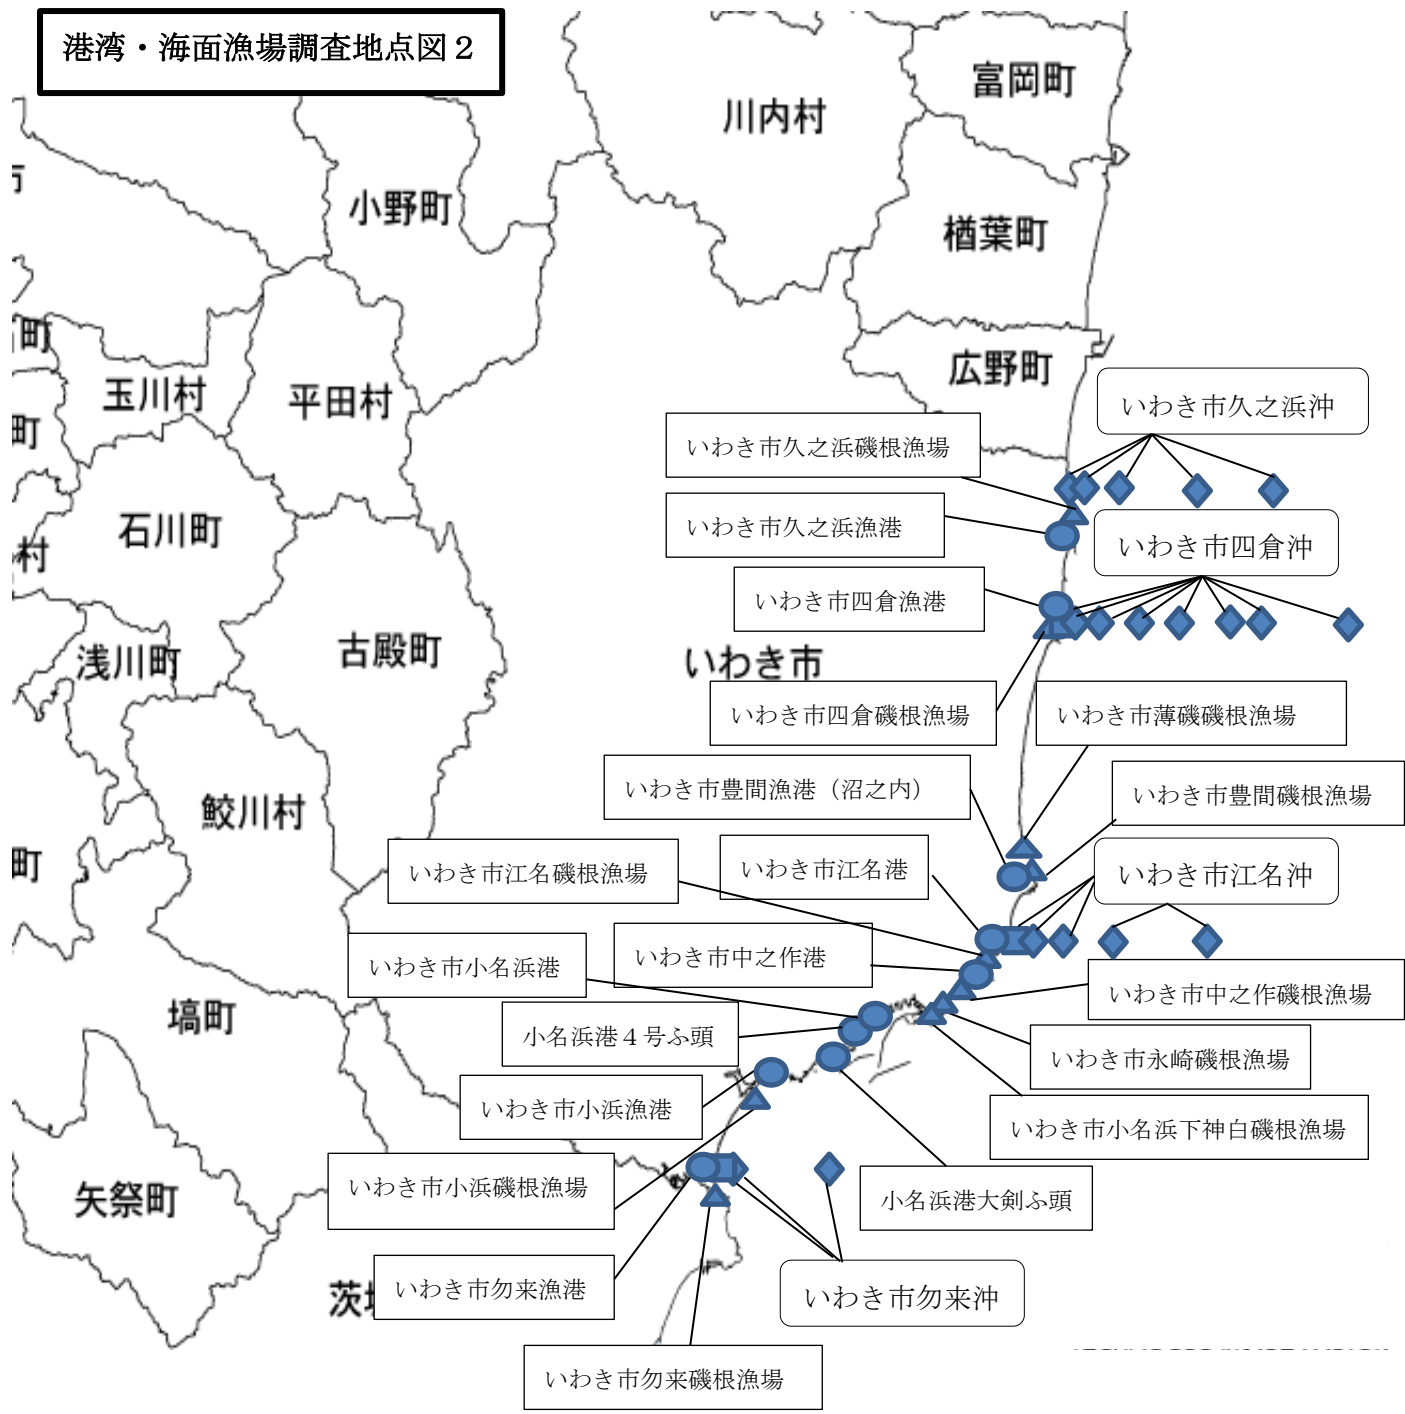 港湾・海面漁場調査地点図２
富岡町
川内村
小野町
楢葉町
町
広野町
玉川村
平田村
いわき市久之浜沖
町
いわき市久之浜磯根漁場
石川町
いわき市久之浜漁港
いわき市四倉沖
村
いわき市四倉漁港
古殿町
浅川町
いわき市
いわき市四倉磯根漁場
いわき市薄磯磯根漁場
いわき市豊間漁港（沼之内）
いわき市豊間磯根漁場
鮫川村
町
いわき市江名磯根漁場
いわき市江名港
いわき市江名沖
いわき市小名浜港
いわき市中之作港
いわき市中之作磯根漁場
塙町
小名浜港４号ふ頭
いわき市永崎磯根漁場
いわき市小浜漁港
いわき市小名浜下神白磯根漁場
いわき市小浜磯根漁場
矢祭町
小名浜港大剣ふ頭
いわき市勿来漁港
茨
いわき市勿来沖
いわき市勿来磯根漁場